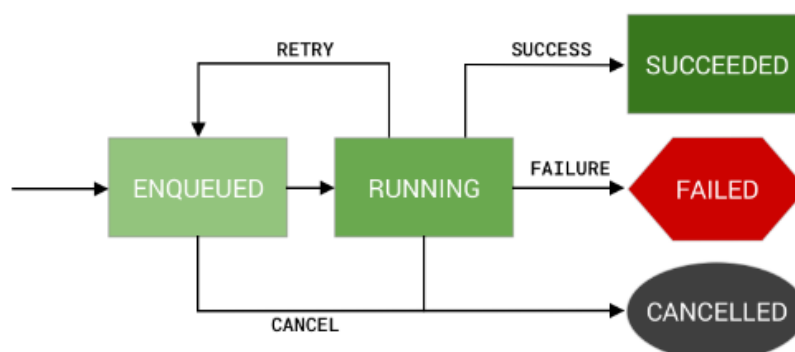 RETRY
SUCCESS
SUCCEEDED
ENQUEUED
RUNNING
FAILURE
FAILED
CANCEL
CANCELLED